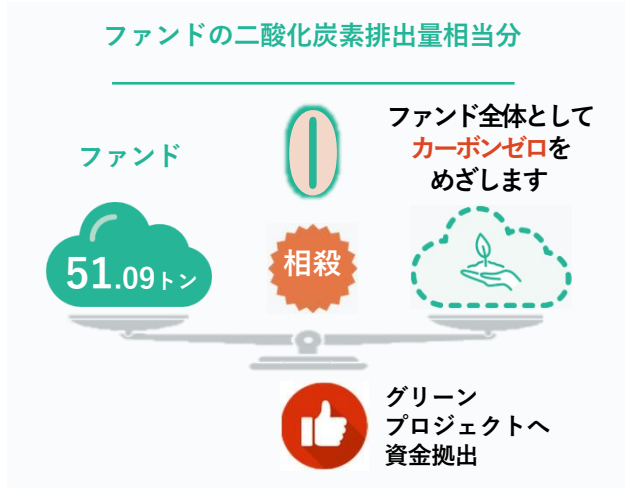 ファンドの二酸化炭素排出量相当分
ファンド全体として
カーボンゼロを
めざします
ファンド
51.09トン
相殺
グリーン
プロジェクトへ
資金拠出